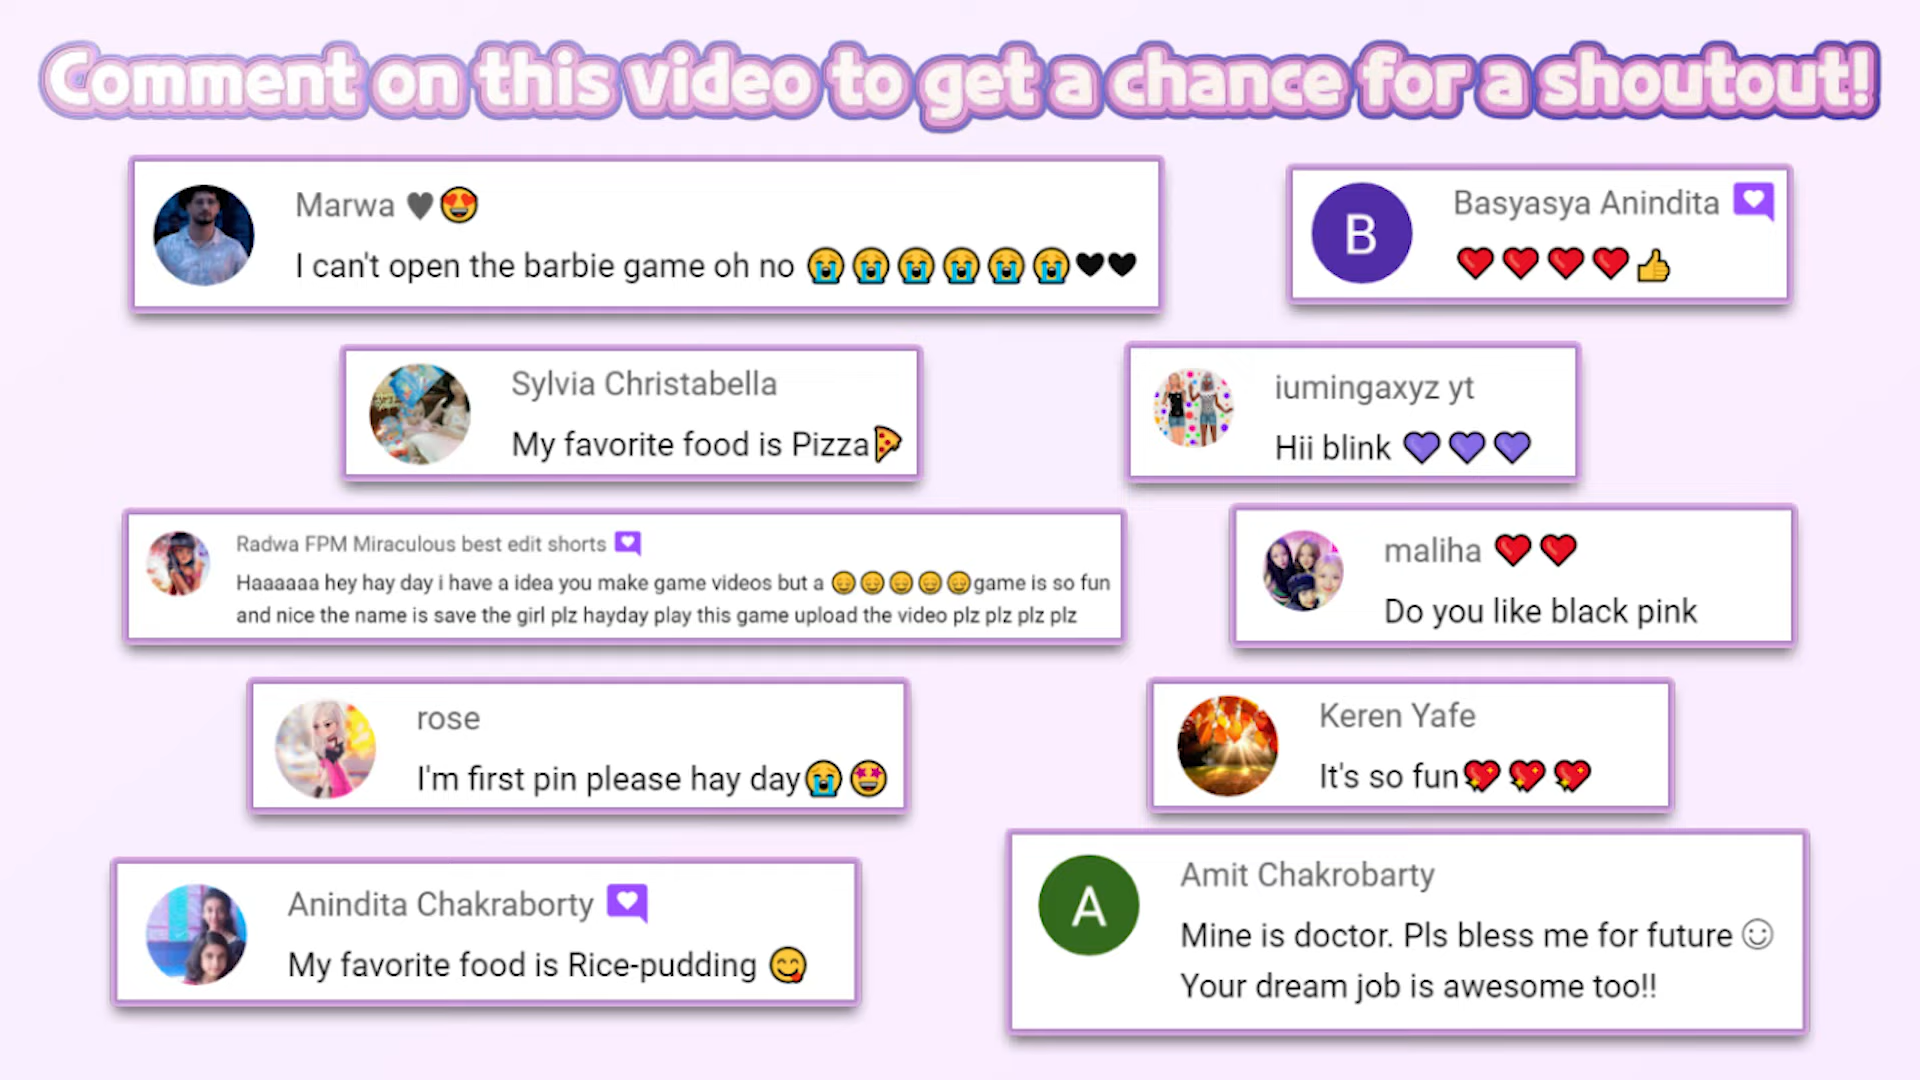 Comment on this video to get a chance for a shoutout!
Marwa 🖤😍
I can't open the barbie game oh no 😭😭😭😭😭😭🖤🖤
B
Basyasya Anindita
❤️❤️❤️❤️👍
Sylvia Christabella
My favorite food is Pizza🍕
iumingaxyz yt
Hii blink 💜💜💜
Radwa FPM Miraculous best edit shorts
Haaaaaa hey hay day i have a idea you make game videos but a 😊😊😊😊😊game is so fun
and nice the name is save the girl plz hayday play this game upload the video plz plz plz plz
maliha ❤️❤️
Do you like black pink
rose
I'm first pin please hay day😭🤩
Keren Yafe
It's so fun💖💖💖
Anindita Chakraborty
My favorite food is Rice-pudding 😋
A
Amit Chakrobarty
Mine is doctor. Pls bless me for future ☺
Your dream job is awesome too!!